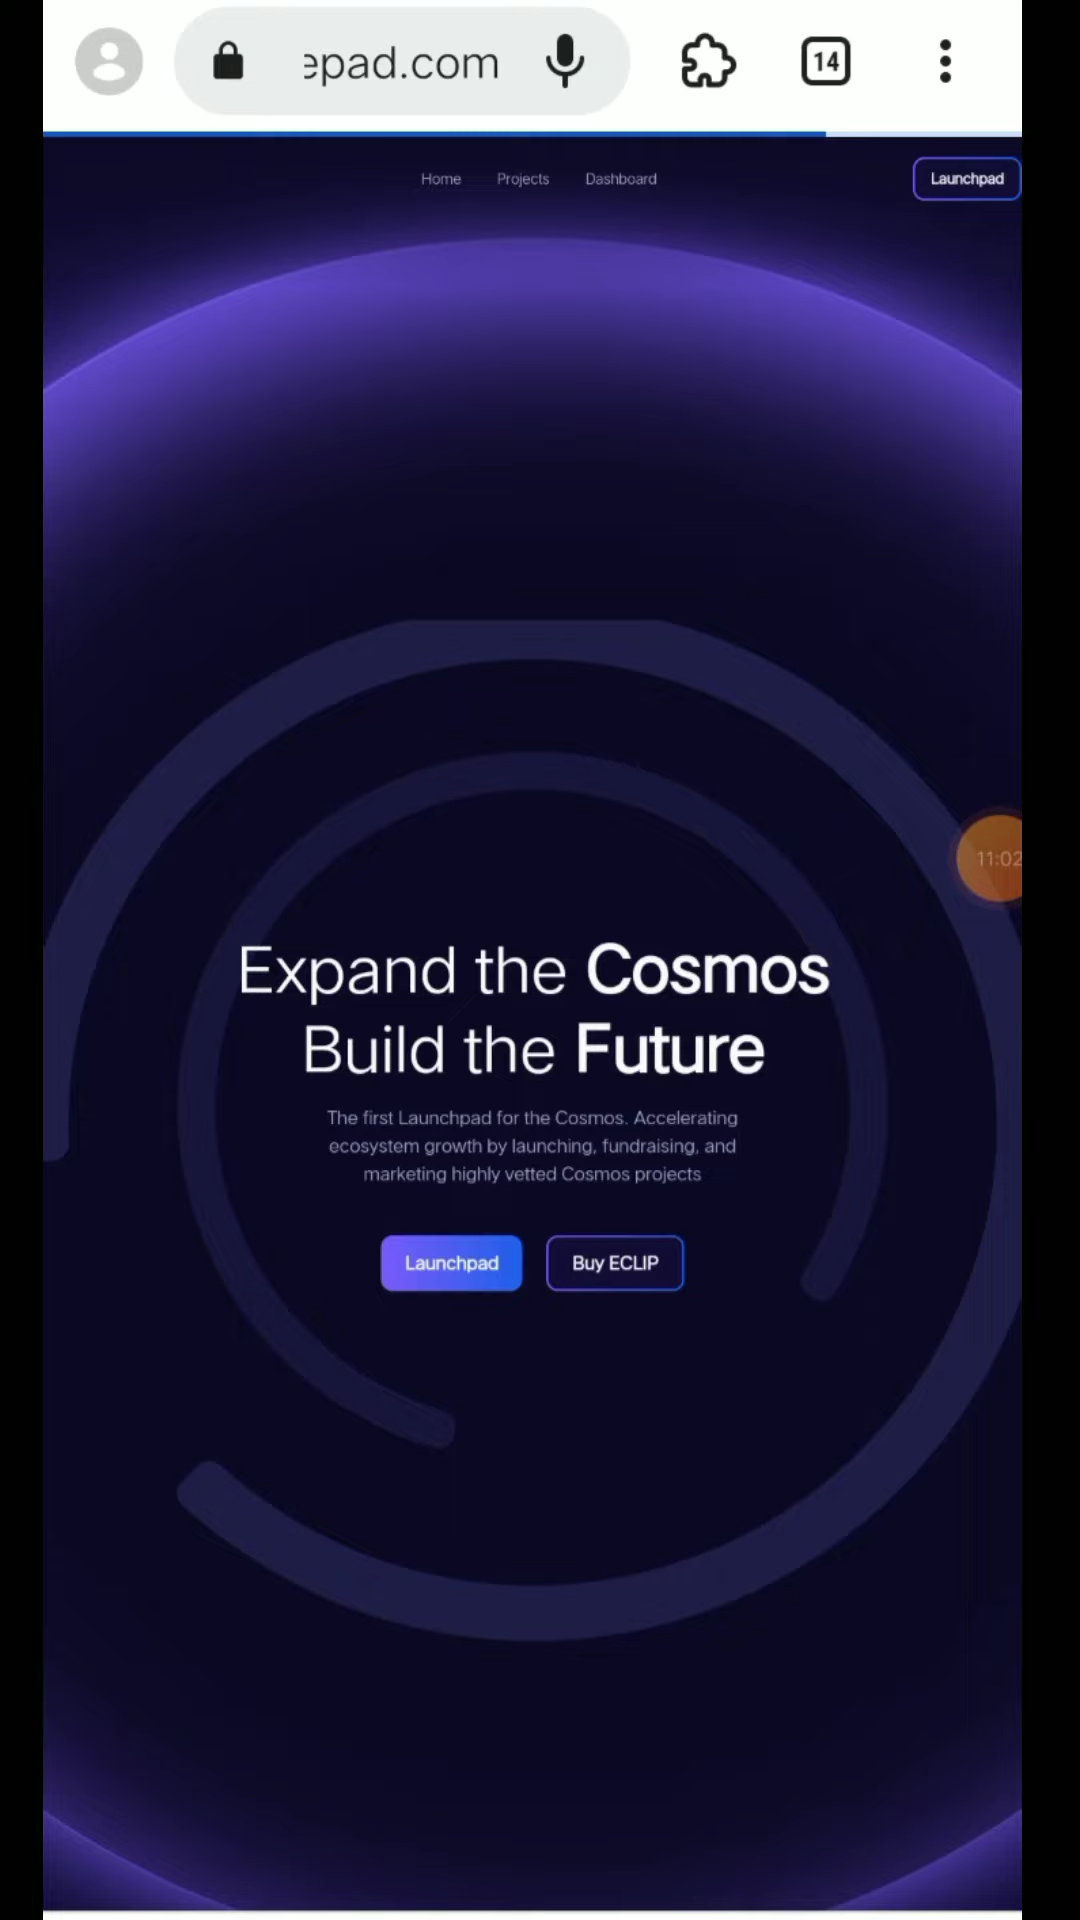 epad.com
14
Home Projects Dashboard
Launchpad
11:02
Expand the Cosmos
Build the Future
The first Launchpad for the Cosmos. Accelerating
ecosystem growth by launching, fundraising, and
marketing highly vetted Cosmos projects
Launchpad Buy ECLIP